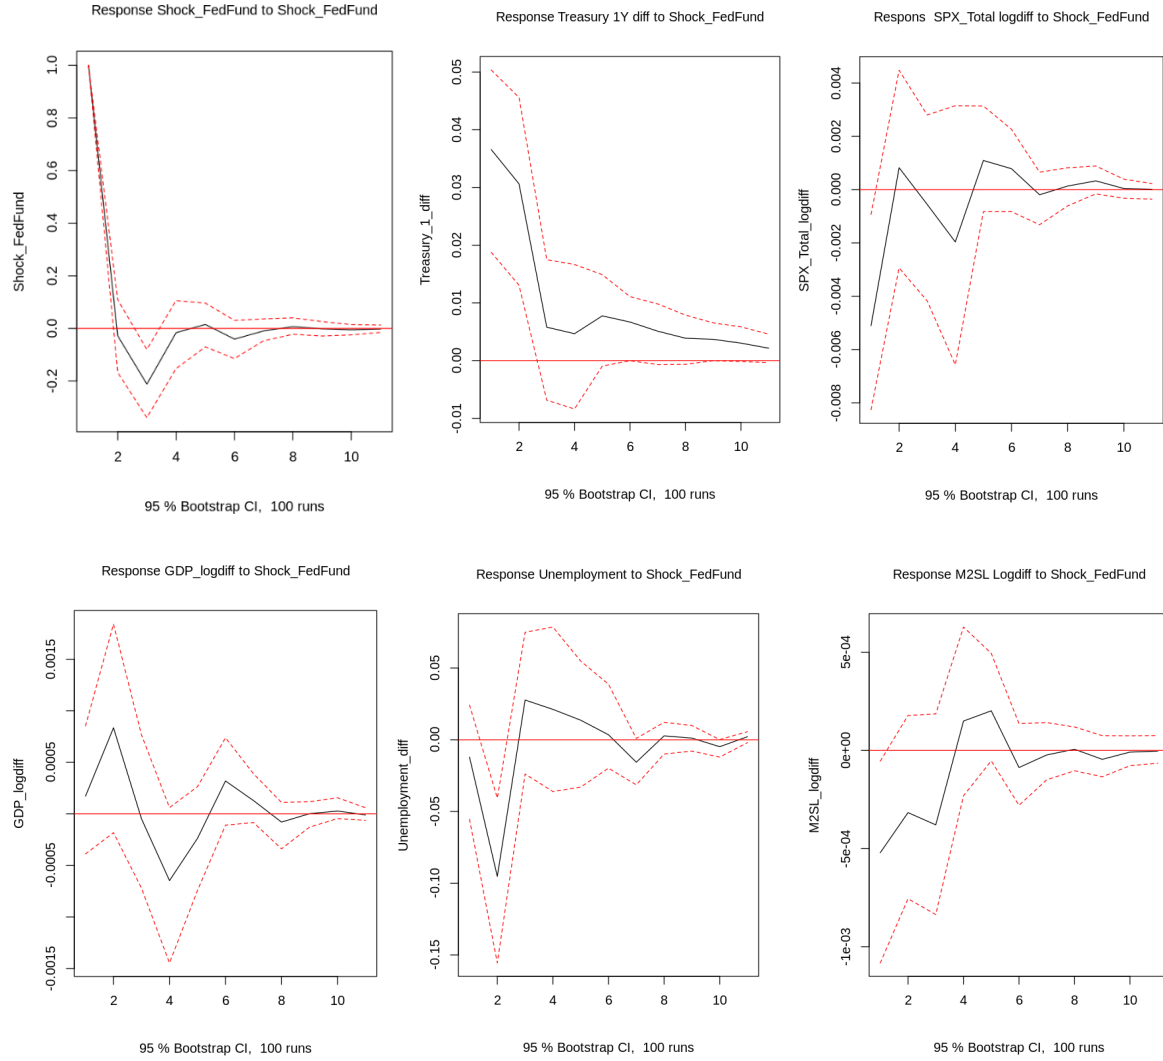 Response Shock_FedFund to Shock_FedFund
Shock_FedFund
1.0
0.8
0.6
0.4
0.2
0.0
-0.2
2 4 6 8 10
95 % Bootstrap CI, 100 runs
Response Treasury 1Y diff to Shock_FedFund
Treasury_1_diff
0.05
0.04
0.03
0.02
0.01
0.00
-0.01
2 4 6 8 10
95 % Bootstrap CI, 100 runs
Respons SPX_Total logdiff to Shock_FedFund
SPX_Total_logdiff
0.004
0.002
0.000
-0.002
-0.004
-0.006
-0.008
2 4 6 8 10
95 % Bootstrap CI, 100 runs
Response GDP_logdiff to Shock_FedFund
GDP_logdiff
0.0015
0.0005
-0.0005
-0.0015
2 4 6 8 10
95 % Bootstrap CI, 100 runs
Response Unemployment to Shock_FedFund
Unemployment_diff
0.05
0.00
-0.05
-0.10
-0.15
2 4 6 8 10
95 % Bootstrap CI, 100 runs
Response M2SL Logdiff to Shock_FedFund
M2SL_logdiff
5e-04
0e+00
-5e-04
-1e-03
2 4 6 8 10
95 % Bootstrap CI, 100 runs